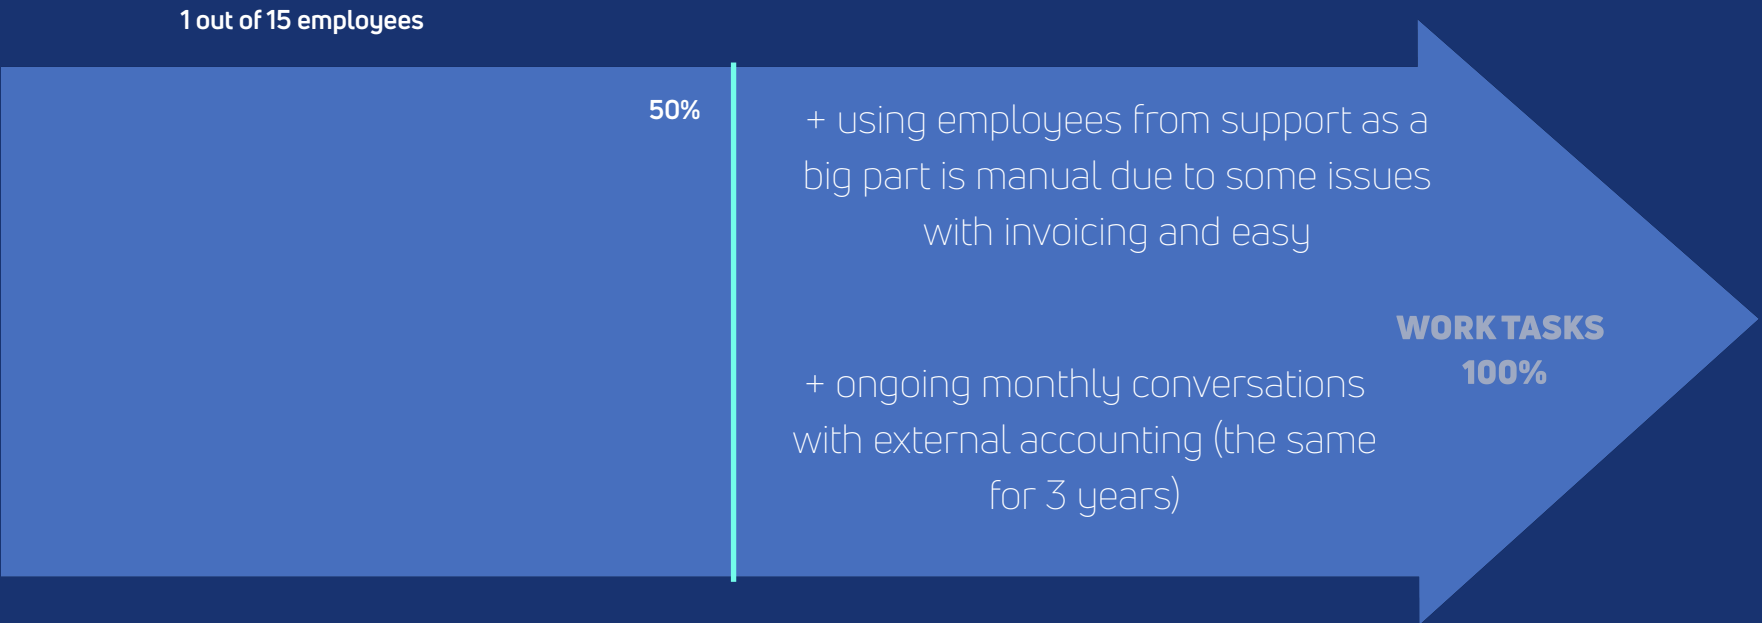 1 out of 15 employees
50%
+ using employees from support as a
big part is manual due to some issues
with invoicing and easy
WORK TASKS
100%
+ ongoing monthly conversations
with external accounting (the same
for 3 years)